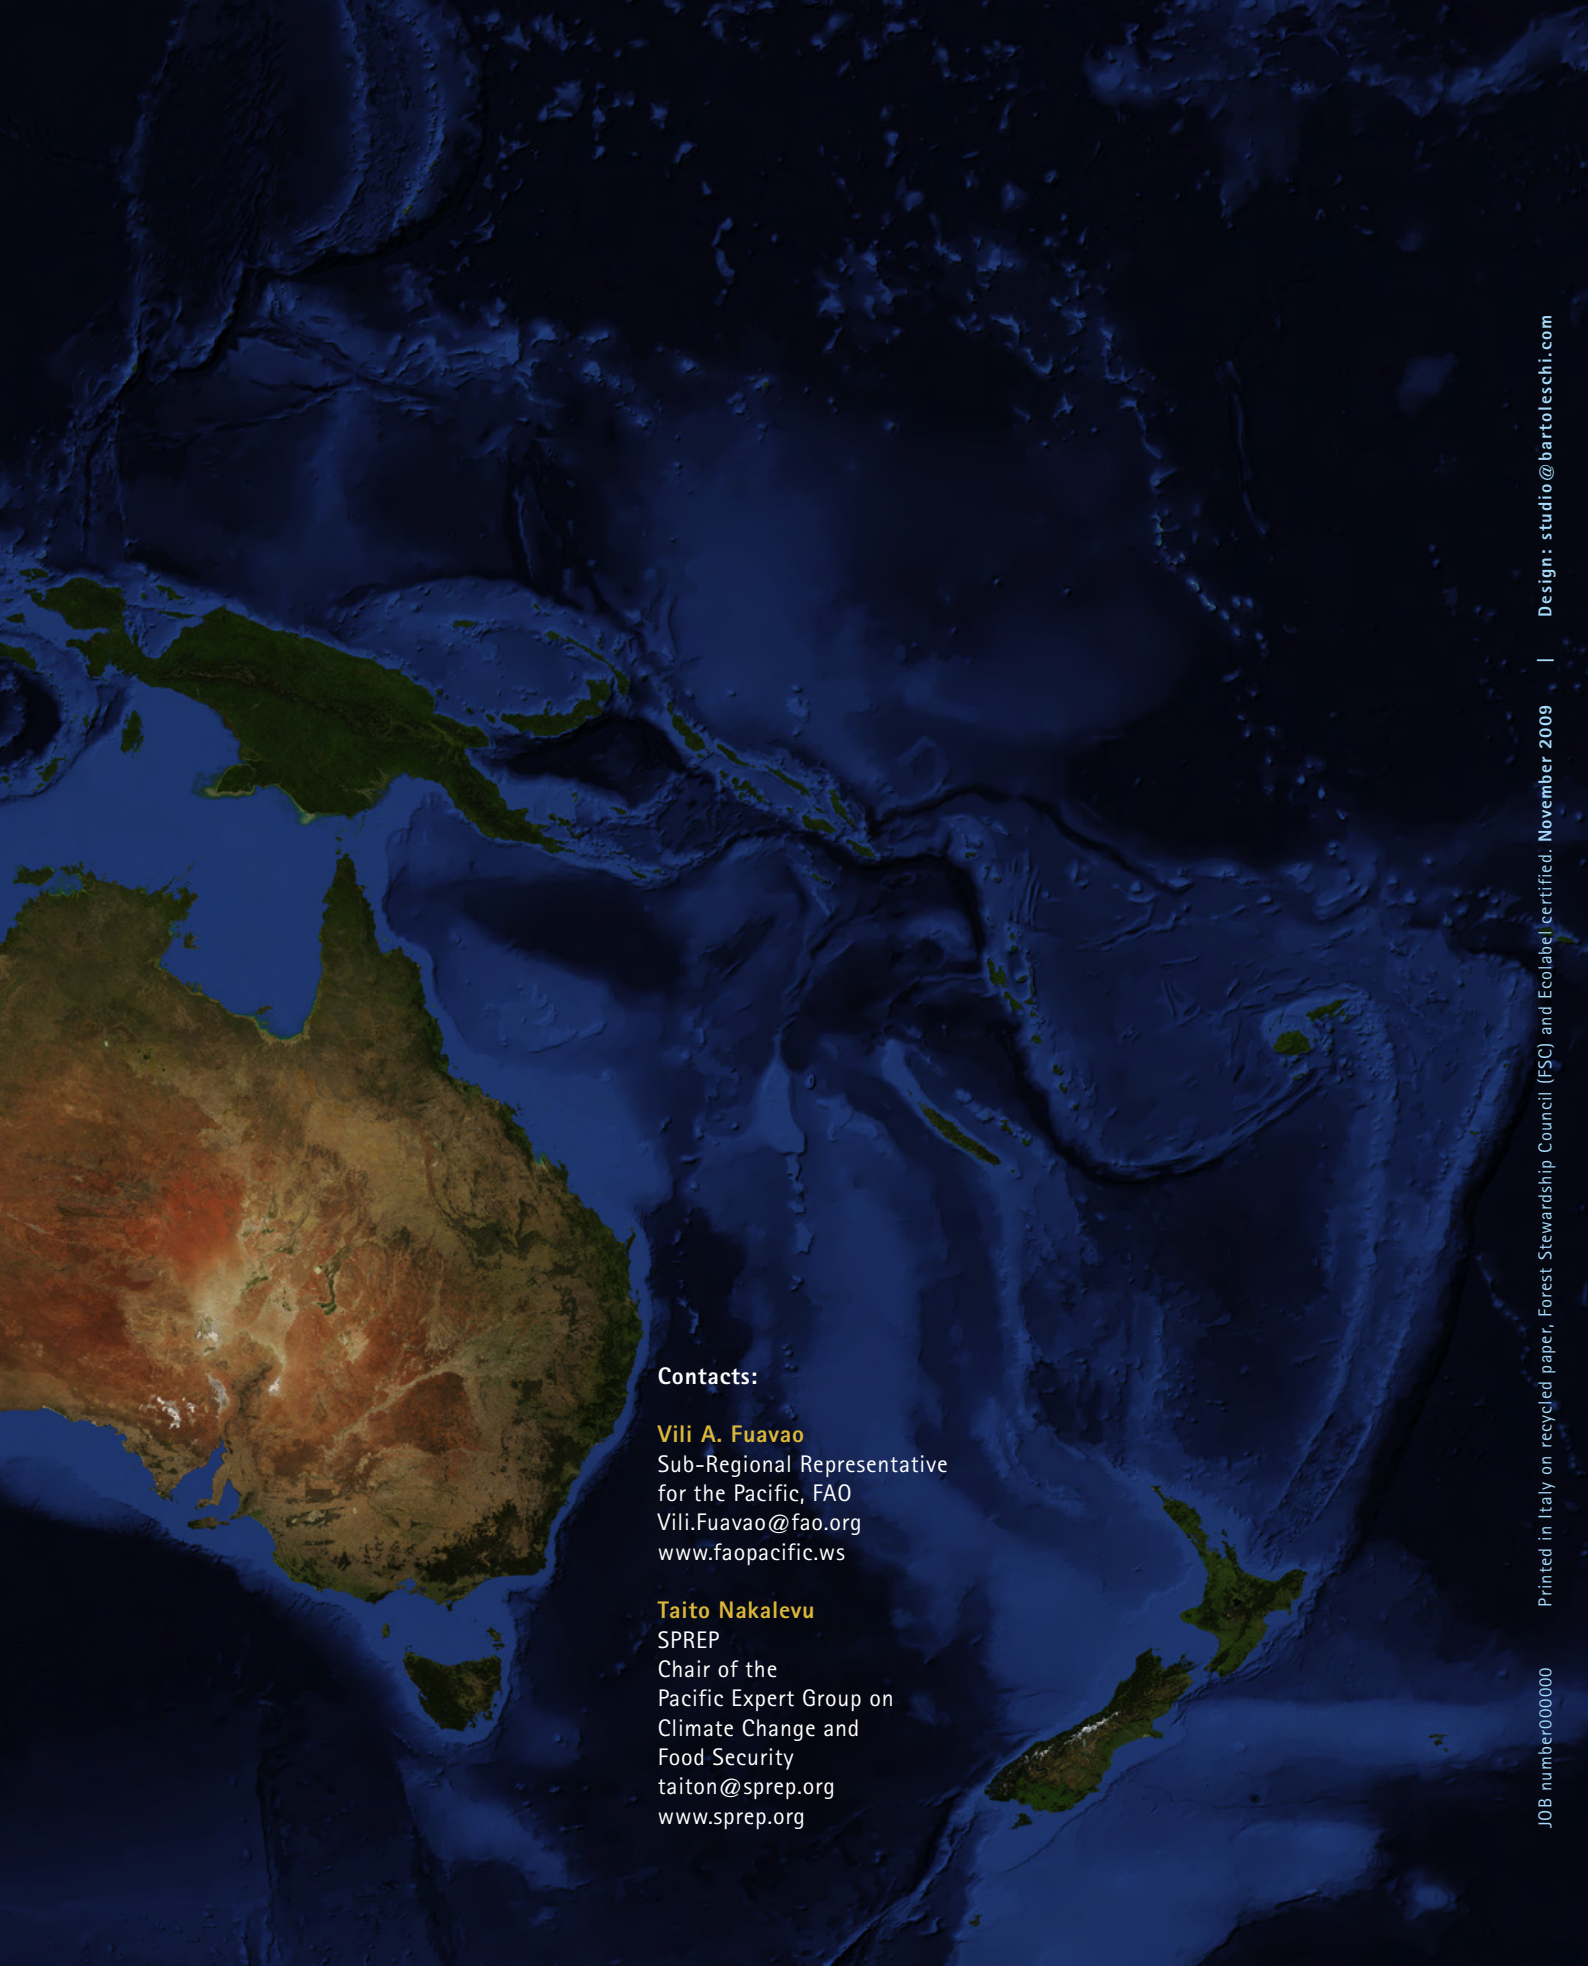 Contacts:
Vili A. Fuavao
Sub-Regional Representative
for the Pacific, FAO
Vili.Fuavao@fao.org
www.faopacific.ws
Taito Nakalevu
SPREP
Chair of the
Pacific Expert Group on
Climate Change and
Food Security
taiton@sprep.org
www.sprep.org
JOB number000000 Printed in Italy on recycled paper, Forest Stewardship Council (FSC) and Ecolabel certified. November 2009 | Design: studio@bartoleschi.com